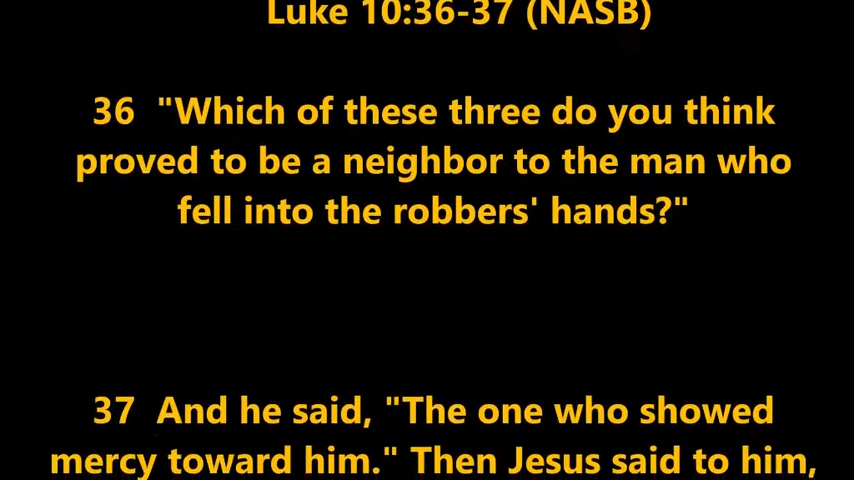 Luke 10:36-37 (NASB)
36  "Which of these three do you think
proved to be a neighbor to the man who
fell into the robbers' hands?"
37  And he said, "The one who showed
mercy toward him." Then Jesus said to him,